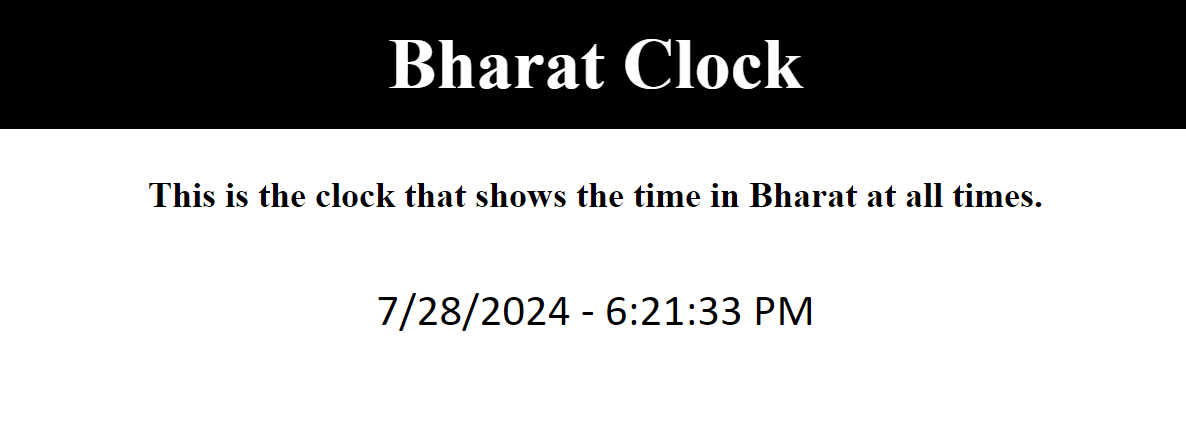 Bharat Clock
This is the clock that shows the time in Bharat at all times.
7/28/2024 - 6:21:33 PM